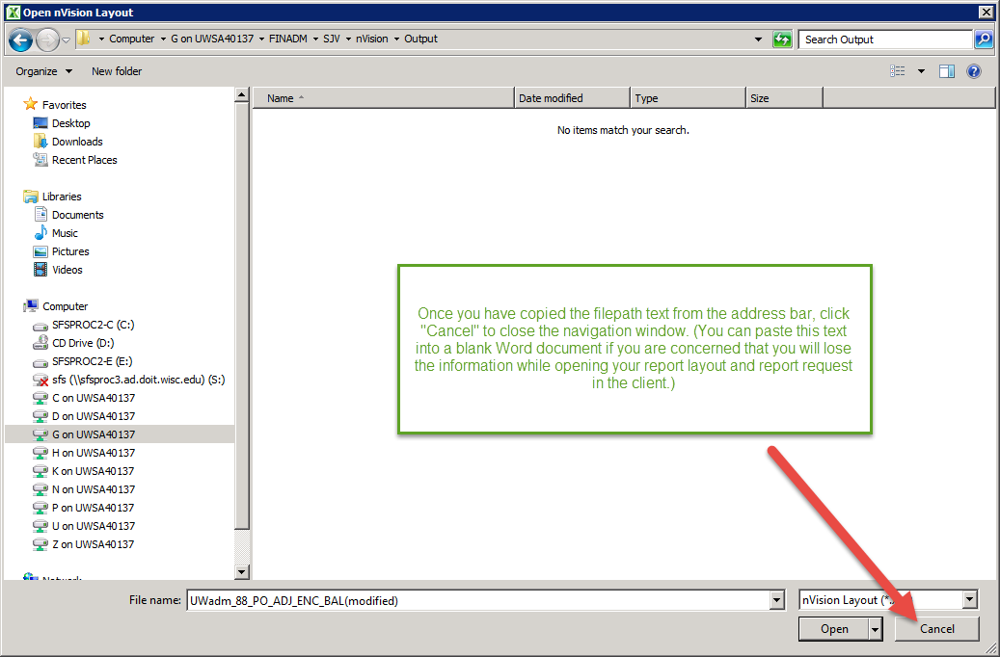 Open nVision Layout
Computer G on UWSA40137 FINADM SJV nVision Output
Search Output
Organize New folder
Favorites
Desktop
Downloads
Recent Places
Libraries
Documents
Music
Pictures
Videos
Computer
SFSPROC2-C (C:)
CD Drive (D:)
SFSPROC2-E (E:)
sfs (\\sfsproc3.ad.doit.wisc.edu) (S:)
C on UWSA40137
D on UWSA40137
G on UWSA40137
H on UWSA40137
K on UWSA40137
N on UWSA40137
P on UWSA40137
U on UWSA40137
Z on UWSA40137
Network
Name Date modified Type Size
No items match your search.
Once you have copied the filepath text from the address bar, click
"Cancel" to close the navigation window. (You can paste this text
into a blank Word document if you are concerned that you will lose
the information while opening your report layout and report request
in the client.)
File name: UWadm_88_PO_ADJ_ENC_BAL(modified)
nVision Layout (*.
Open Cancel